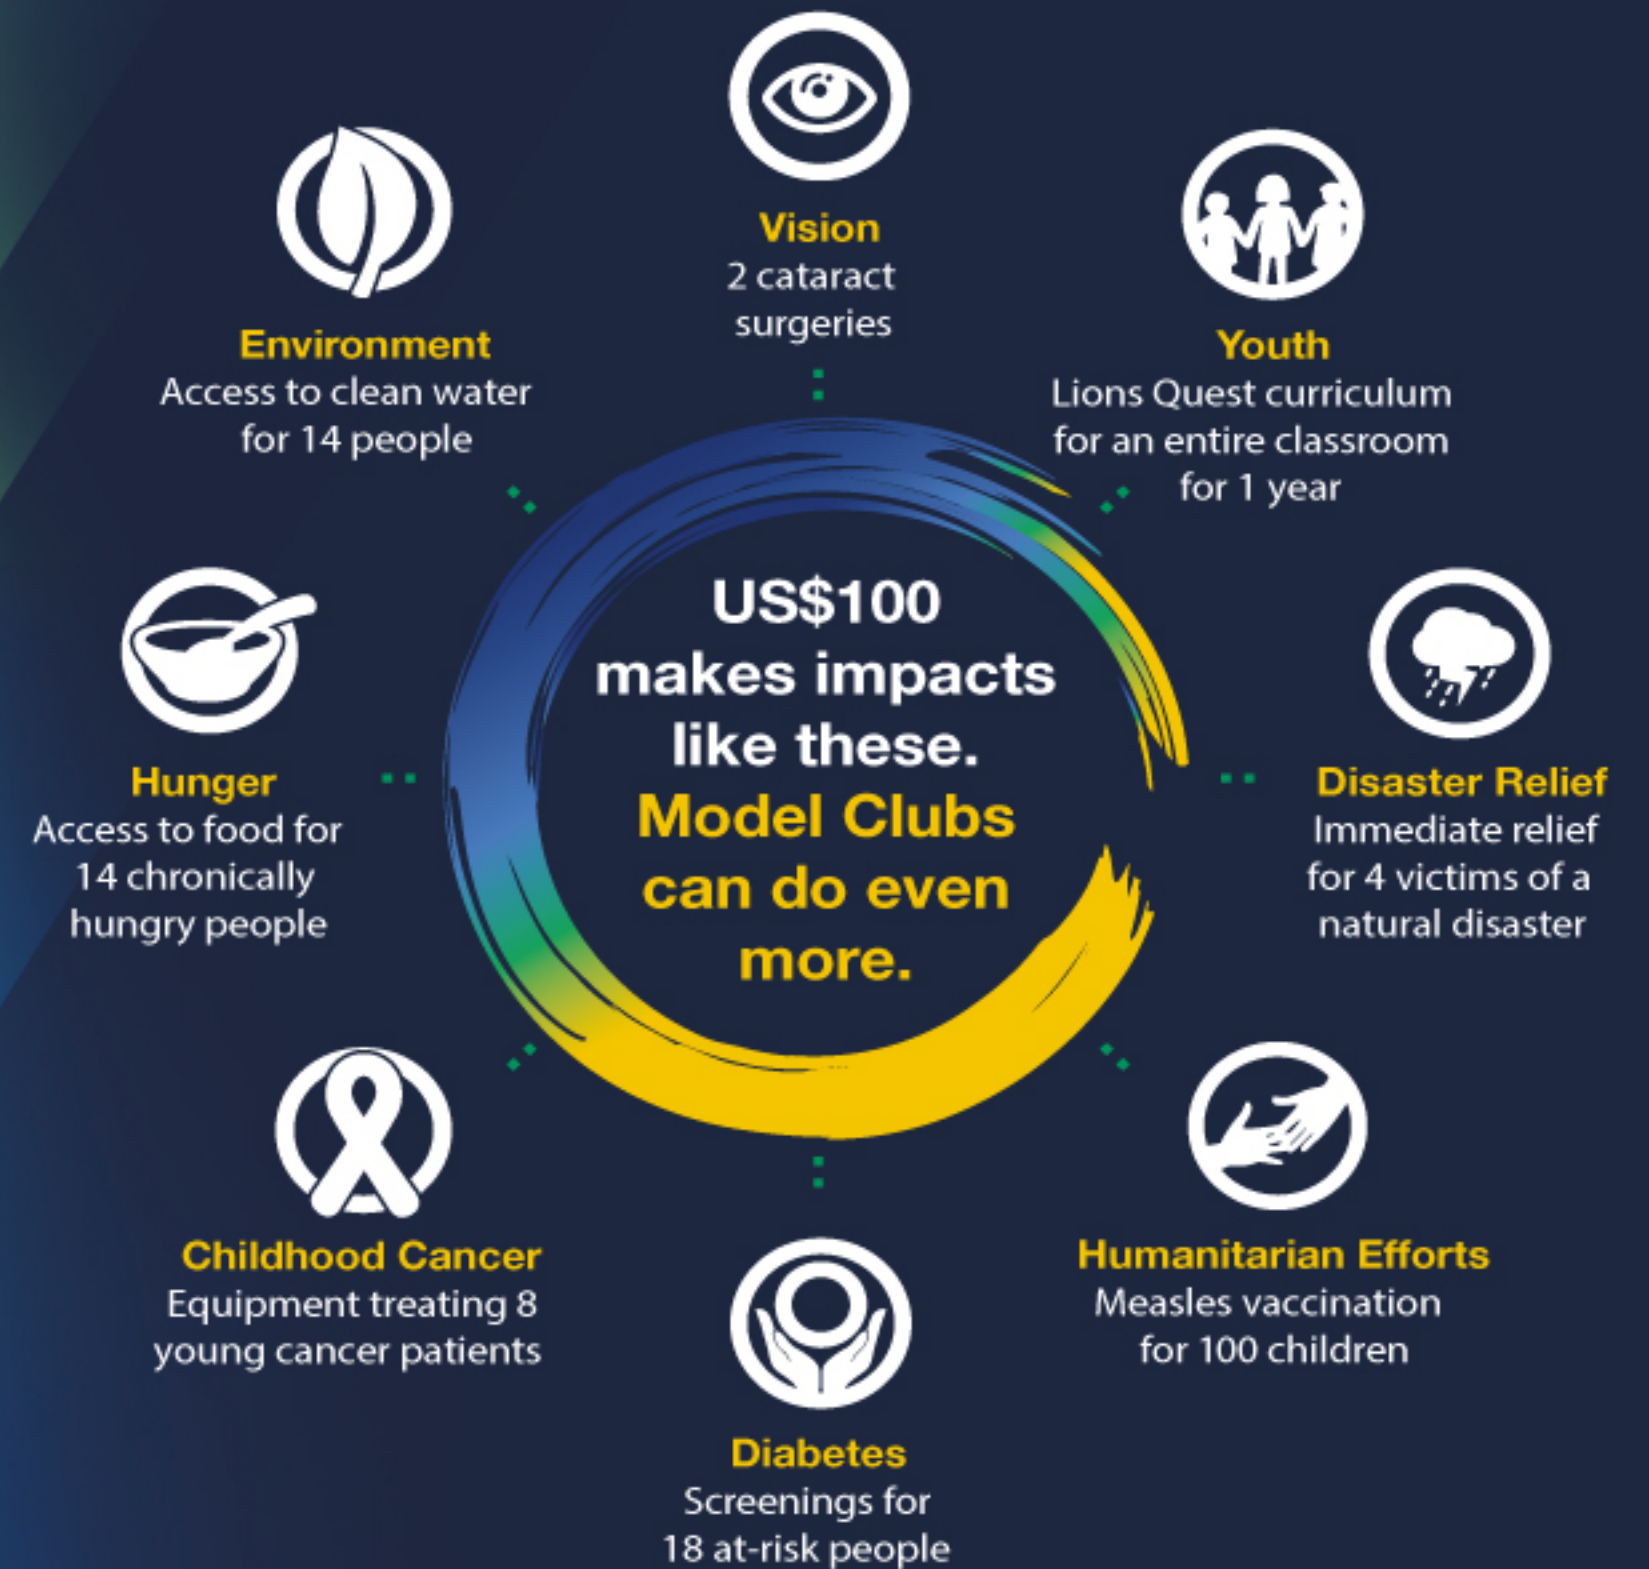 Vision
2 cataract
surgeries
Environment
Access to clean water
for 14 people
Youth
Lions Quest curriculum
for an entire classroom
for 1 year
US$100
makes impacts
like these.
Model Clubs
can do even
more.
Hunger
Access to food for
14 chronically
hungry people
Disaster Relief
Immediate relief
for 4 victims of a
natural disaster
Childhood Cancer
Equipment treating 8
young cancer patients
Humanitarian Efforts
Measles vaccination
for 100 children
Diabetes
Screenings for
18 at-risk people